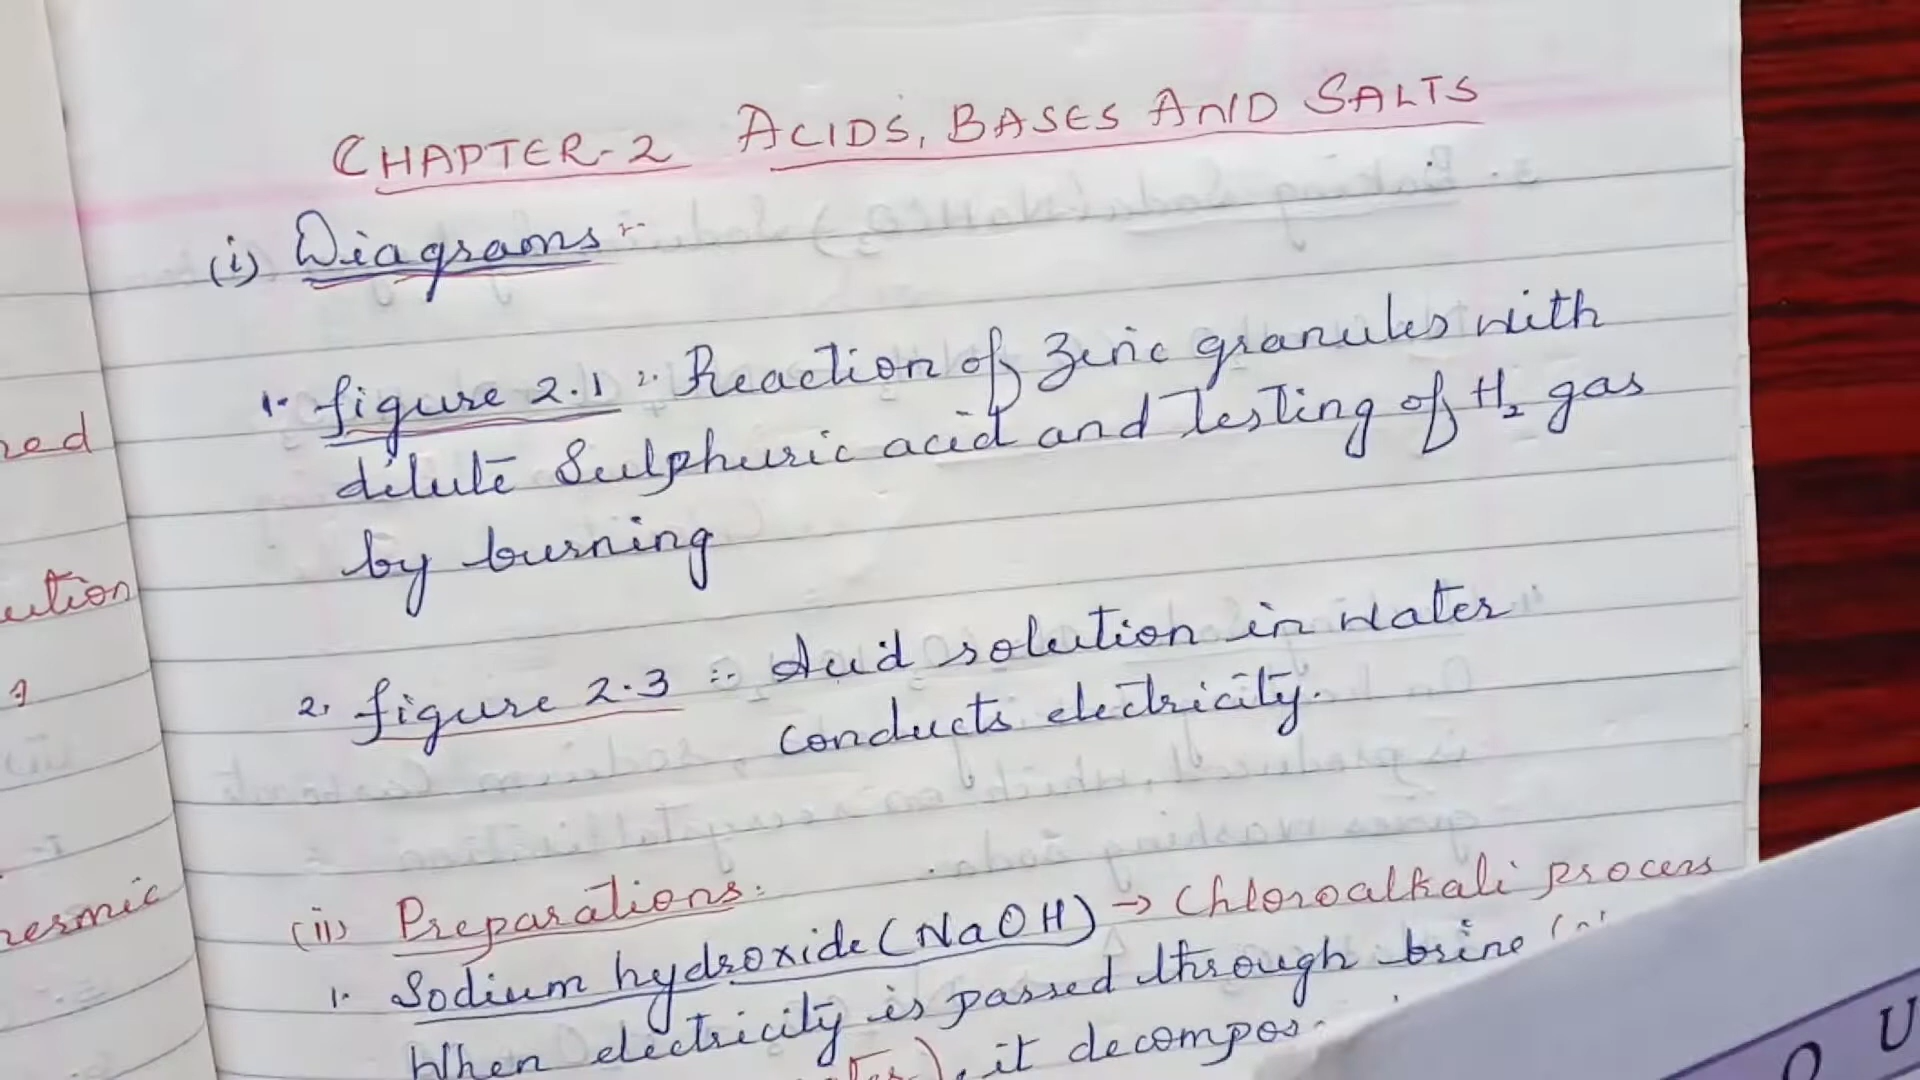 CHAPTER-2 ACIDS, BASES AND SALTS
(i) Diagrams:-
1. figure 2.1 :- Reaction of Zinc granules with
dilute Sulphuric acid and Testing of H₂ gas
by burning
2. figure 2.3 :- Acid solution in water
conducts electricity.
(ii) Preparations:
1. Sodium hydroxide (NaOH) → Chloroalkali process
When electricity is passed through brine
, it decompos